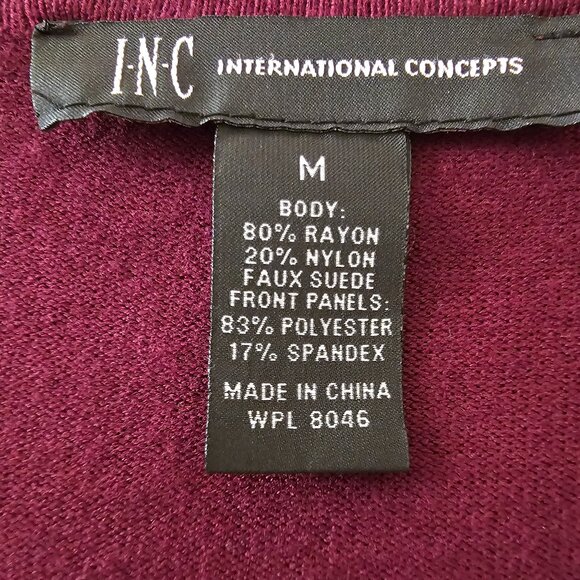 I·N·C INTERNATIONAL CONCEPTS
M
BODY:
80% RAYON
20% NYLON
FAUX SUEDE
FRONT PANELS:
83% POLYESTER
17% SPANDEX
MADE IN CHINA
WPL 8046